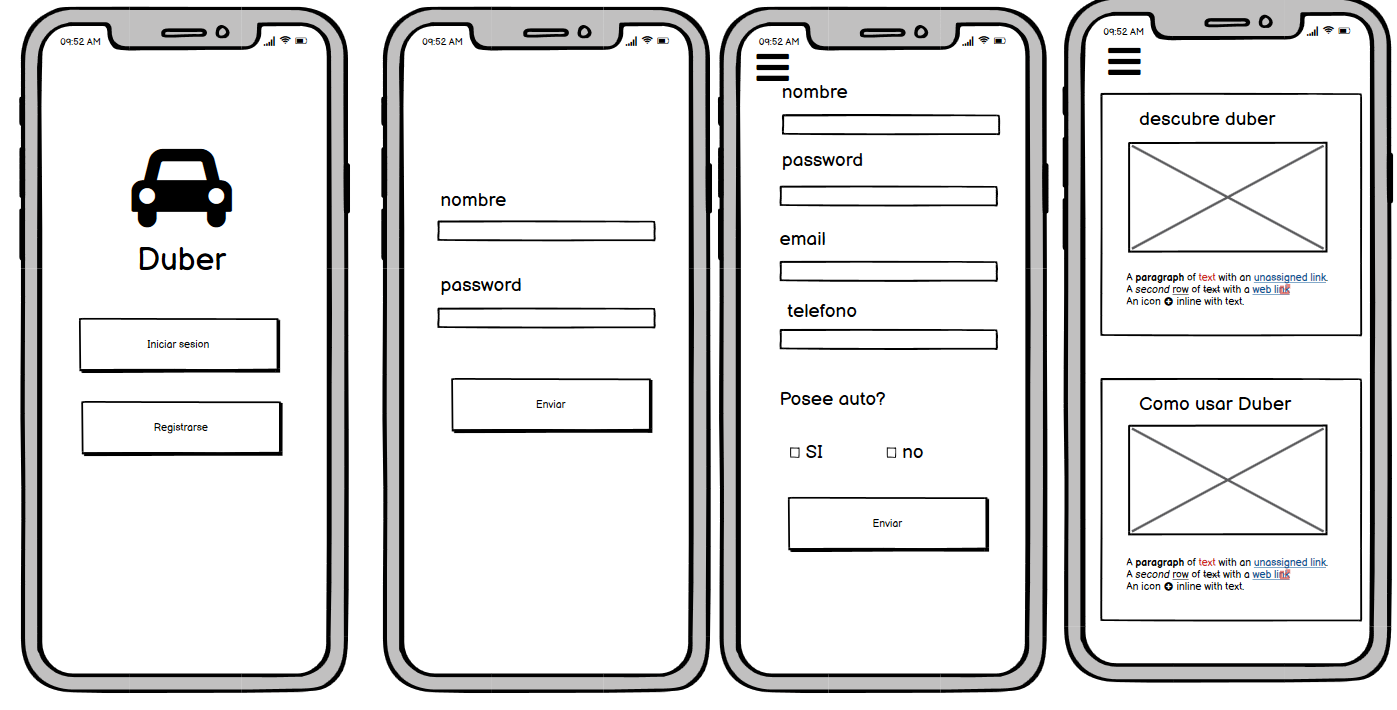 09:52 AM
Duber
Iniciar sesion
Registrarse
09:52 AM
nombre
password
Enviar
09:52 AM
nombre
password
email
telefono
Posee auto?
SI
no
Enviar
09:52 AM
descubre duber
A paragraph of text with an unassigned link.
A second row of text with a web link
An icon inline with text.
Como usar Duber
A paragraph of text with an unassigned link.
A second row of text with a web link
An icon inline with text.